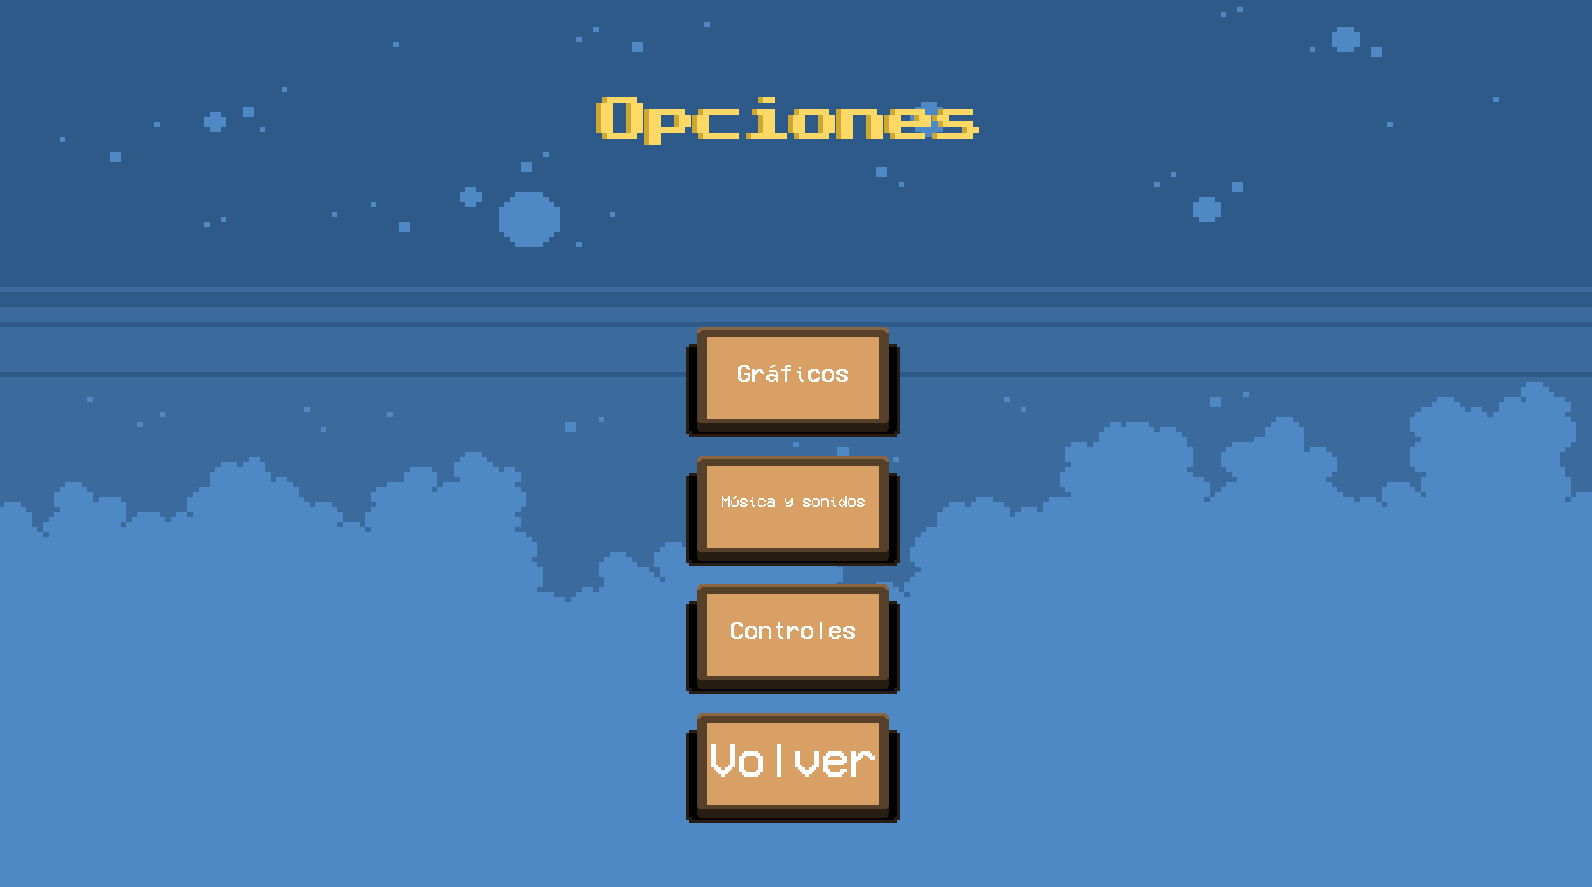 Opciones
Gráficos
Música y sonidos
Controles
Volver